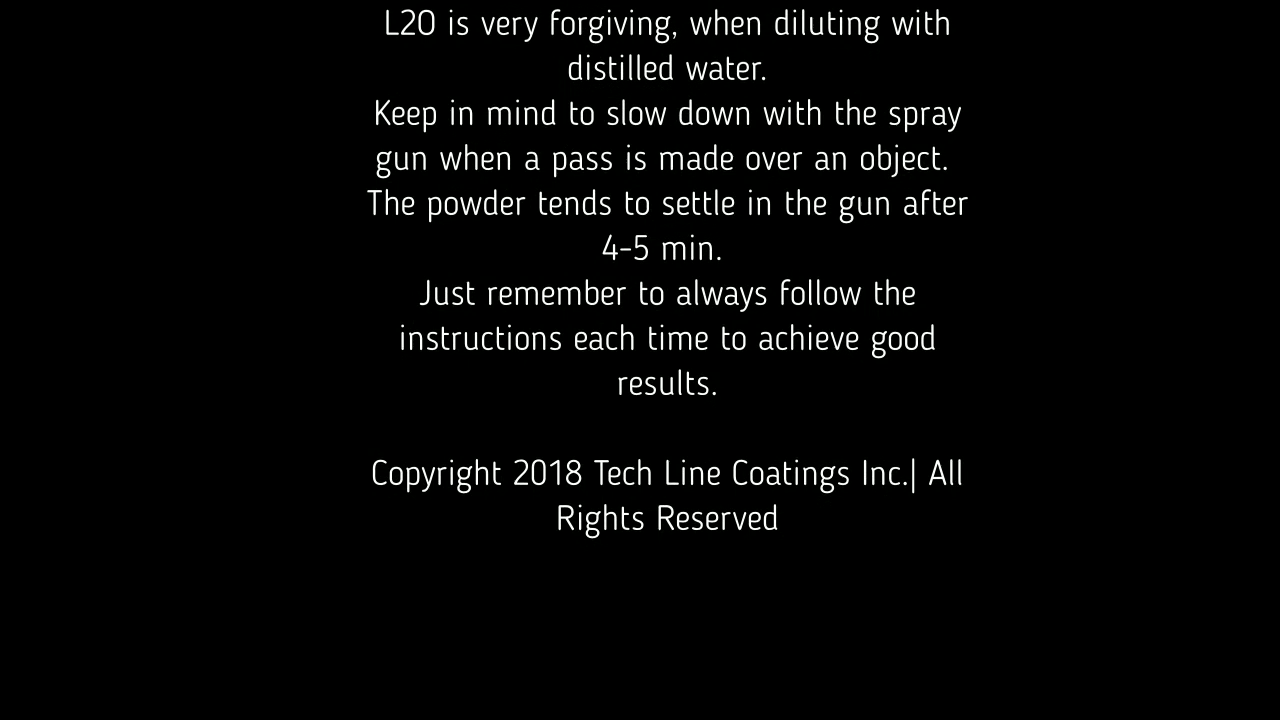 L20 is very forgiving, when diluting with
distilled water.
Keep in mind to slow down with the spray
gun when a pass is made over an object.
The powder tends to settle in the gun after
4-5 min.
Just remember to always follow the
instructions each time to achieve good
results.
Copyright 2018 Tech Line Coatings Inc.| All
Rights Reserved